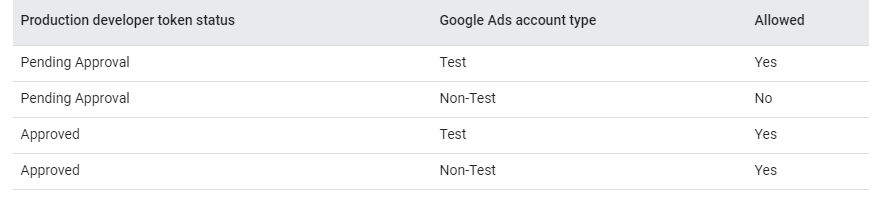 Production developer token status Google Ads account type Allowed
Pending Approval Test Yes
Pending Approval Non-Test No
Approved Test Yes
Approved Non-Test Yes